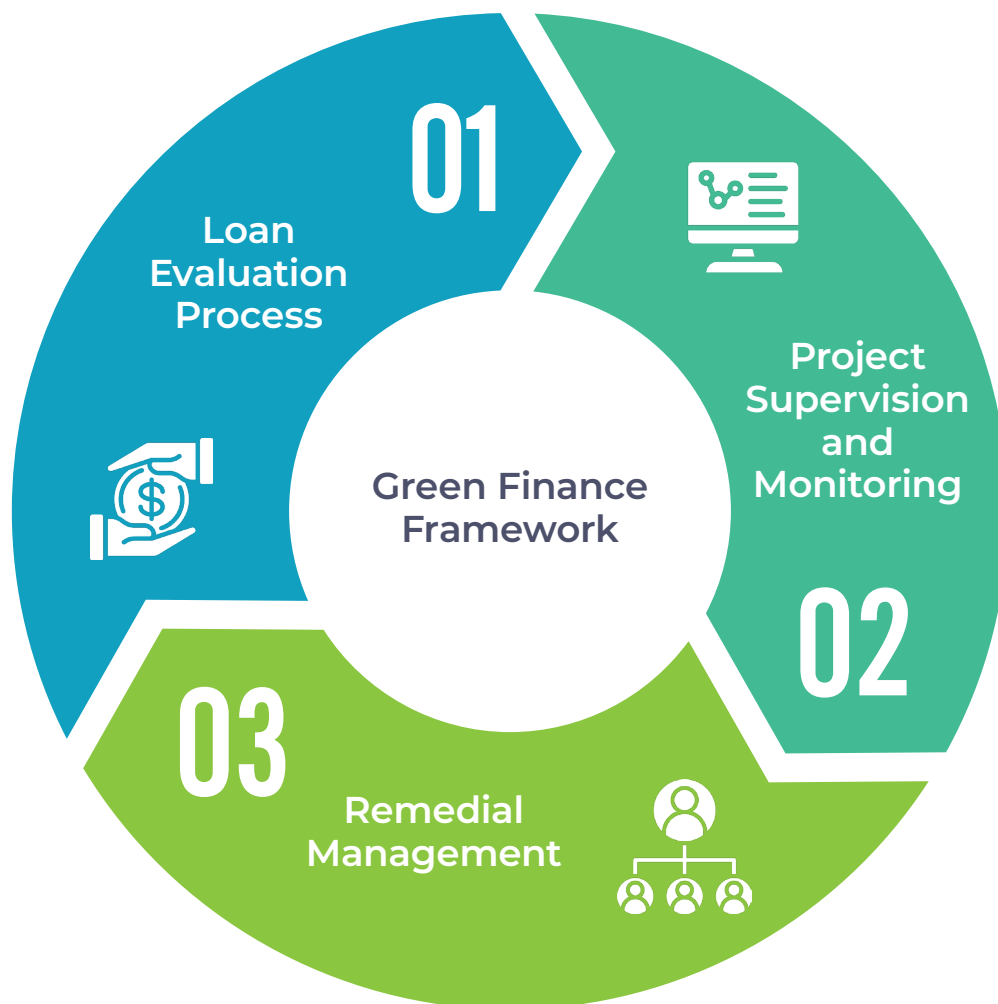 01
Loan
Evaluation
Process
$
Project
Supervision
and
Monitoring
02
Green Finance
Framework
03
Remedial
Management